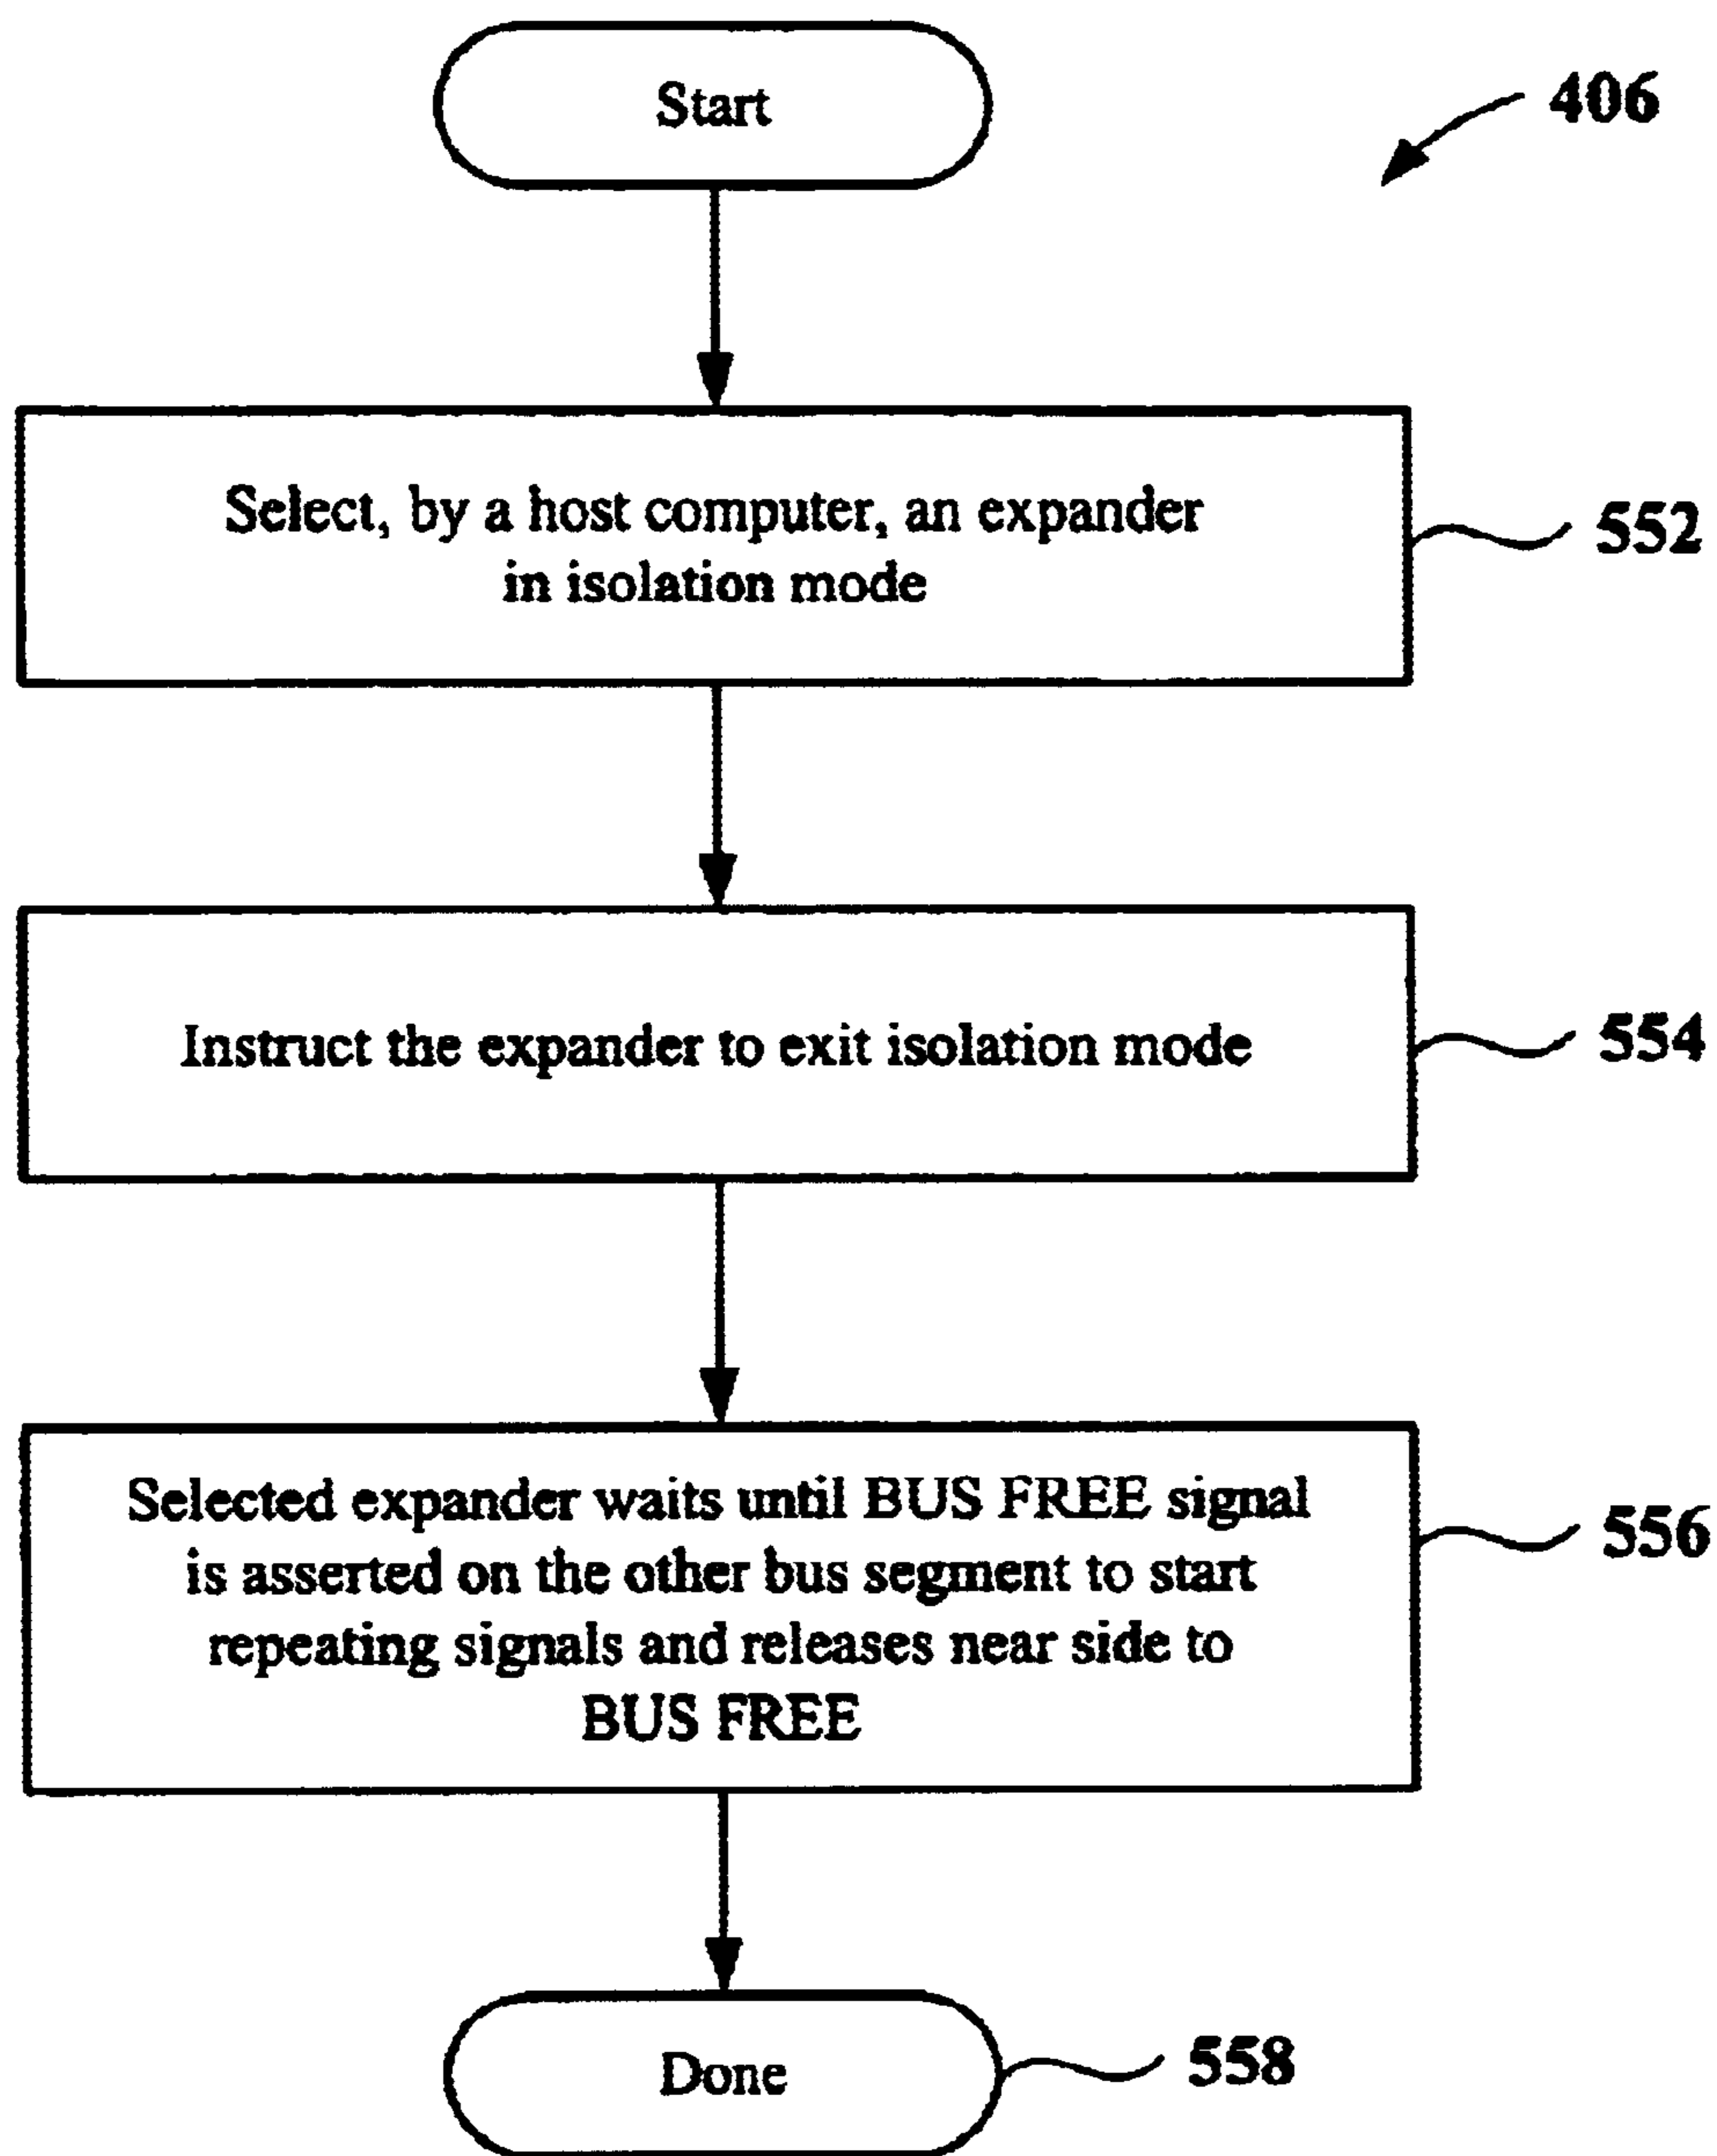 Start
406
Select, by a host computer, an expander
in isolation mode
552
Instruct the expander to exit isolation mode
554
Selected expander waits until BUS FREE signal
is asserted on the other bus segment to start
repeating signals and releases near side to
BUS FREE
556
Done
558